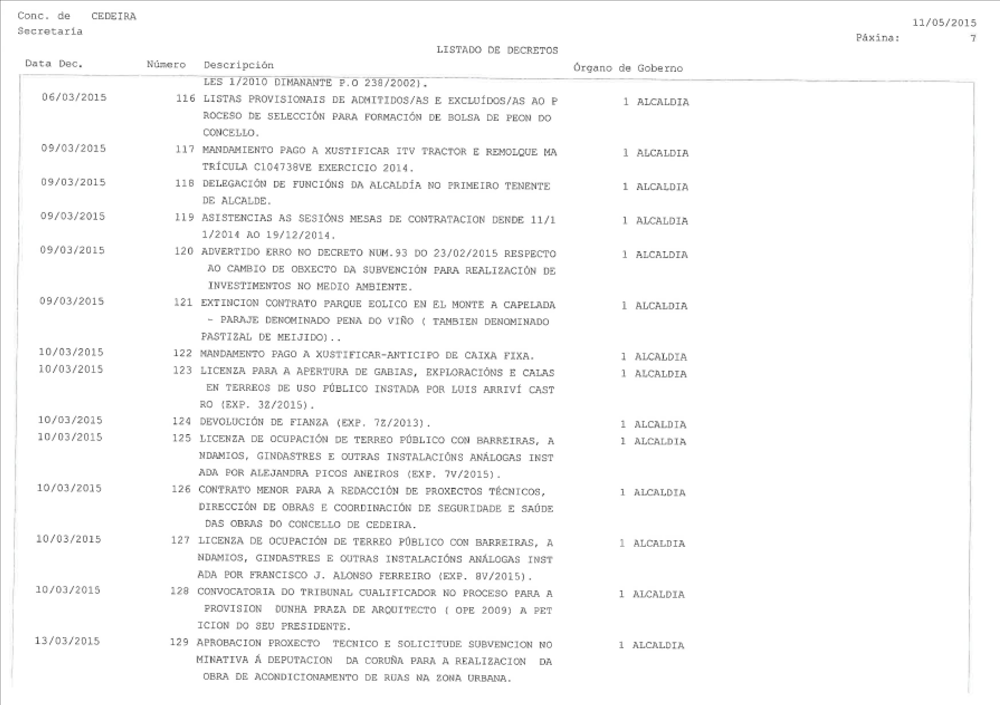 Conc. de CEDEIRA
Secretaría
11/05/2015
Páxina: 7
LISTADO DE DECRETOS
Data Dec. Número Descripción Órgano de Goberno
LES 1/2010 DIMANANTE P.O 238/2002).
06/03/2015 116 LISTAS PROVISIONAIS DE ADMITIDOS/AS E EXCLUÍDOS/AS AO P 1 ALCALDIA
ROCESO DE SELECCIÓN PARA FORMACIÓN DE BOLSA DE PEON DO
CONCELLO.
09/03/2015 117 MANDAMIENTO PAGO A XUSTIFICAR ITV TRACTOR E REMOLQUE MA 1 ALCALDIA
TRÍCULA C104738VE EXERCICIO 2014.
09/03/2015 118 DELEGACIÓN DE FUNCIÓNS DA ALCALDÍA NO PRIMEIRO TENENTE 1 ALCALDIA
DE ALCALDE.
09/03/2015 119 ASISTENCIAS AS SESIÓNS MESAS DE CONTRATACION DENDE 11/1 1 ALCALDIA
1/2014 AO 19/12/2014.
09/03/2015 120 ADVERTIDO ERRO NO DECRETO NUM.93 DO 23/02/2015 RESPECTO 1 ALCALDIA
AO CAMBIO DE OBXECTO DA SUBVENCIÓN PARA REALIZACIÓN DE
INVESTIMENTOS NO MEDIO AMBIENTE.
09/03/2015 121 EXTINCION CONTRATO PARQUE EOLICO EN EL MONTE A CAPELADA 1 ALCALDIA
- PARAJE DENOMINADO PENA DO VIÑO ( TAMBIEN DENOMINADO
PASTIZAL DE MEIJIDO)..
10/03/2015 122 MANDAMENTO PAGO A XUSTIFICAR-ANTICIPO DE CAIXA FIXA. 1 ALCALDIA
10/03/2015 123 LICENZA PARA A APERTURA DE GABIAS, EXPLORACIÓNS E CALAS 1 ALCALDIA
EN TERREOS DE USO PÚBLICO INSTADA POR LUIS ARRIVÍ CAST
RO (EXP. 3Z/2015).
10/03/2015 124 DEVOLUCIÓN DE FIANZA (EXP. 7Z/2013). 1 ALCALDIA
10/03/2015 125 LICENZA DE OCUPACIÓN DE TERREO PÚBLICO CON BARREIRAS, A 1 ALCALDIA
NDAMIOS, GINDASTRES E OUTRAS INSTALACIÓNS ANÁLOGAS INST
ADA POR ALEJANDRA PICOS ANEIROS (EXP. 7V/2015).
10/03/2015 126 CONTRATO MENOR PARA A REDACCIÓN DE PROXECTOS TÉCNICOS, 1 ALCALDIA
DIRECCIÓN DE OBRAS E COORDINACIÓN DE SEGURIDADE E SAÚDE
DAS OBRAS DO CONCELLO DE CEDEIRA.
10/03/2015 127 LICENZA DE OCUPACIÓN DE TERREO PÚBLICO CON BARREIRAS, A 1 ALCALDIA
NDAMIOS, GINDASTRES E OUTRAS INSTALACIÓNS ANÁLOGAS INST
ADA POR FRANCISCO J. ALONSO FERREIRO (EXP. 8V/2015).
10/03/2015 128 CONVOCATORIA DO TRIBUNAL CUALIFICADOR NO PROCESO PARA A 1 ALCALDIA
PROVISION DUNHA PRAZA DE ARQUITECTO ( OPE 2009) A PET
ICION DO SEU PRESIDENTE.
13/03/2015 129 APROBACION PROXECTO TECNICO E SOLICITUDE SUBVENCION NO 1 ALCALDIA
MINATIVA Á DEPUTACION DA CORUÑA PARA A REALIZACION DA
OBRA DE ACONDICIONAMENTO DE RUAS NA ZONA URBANA.